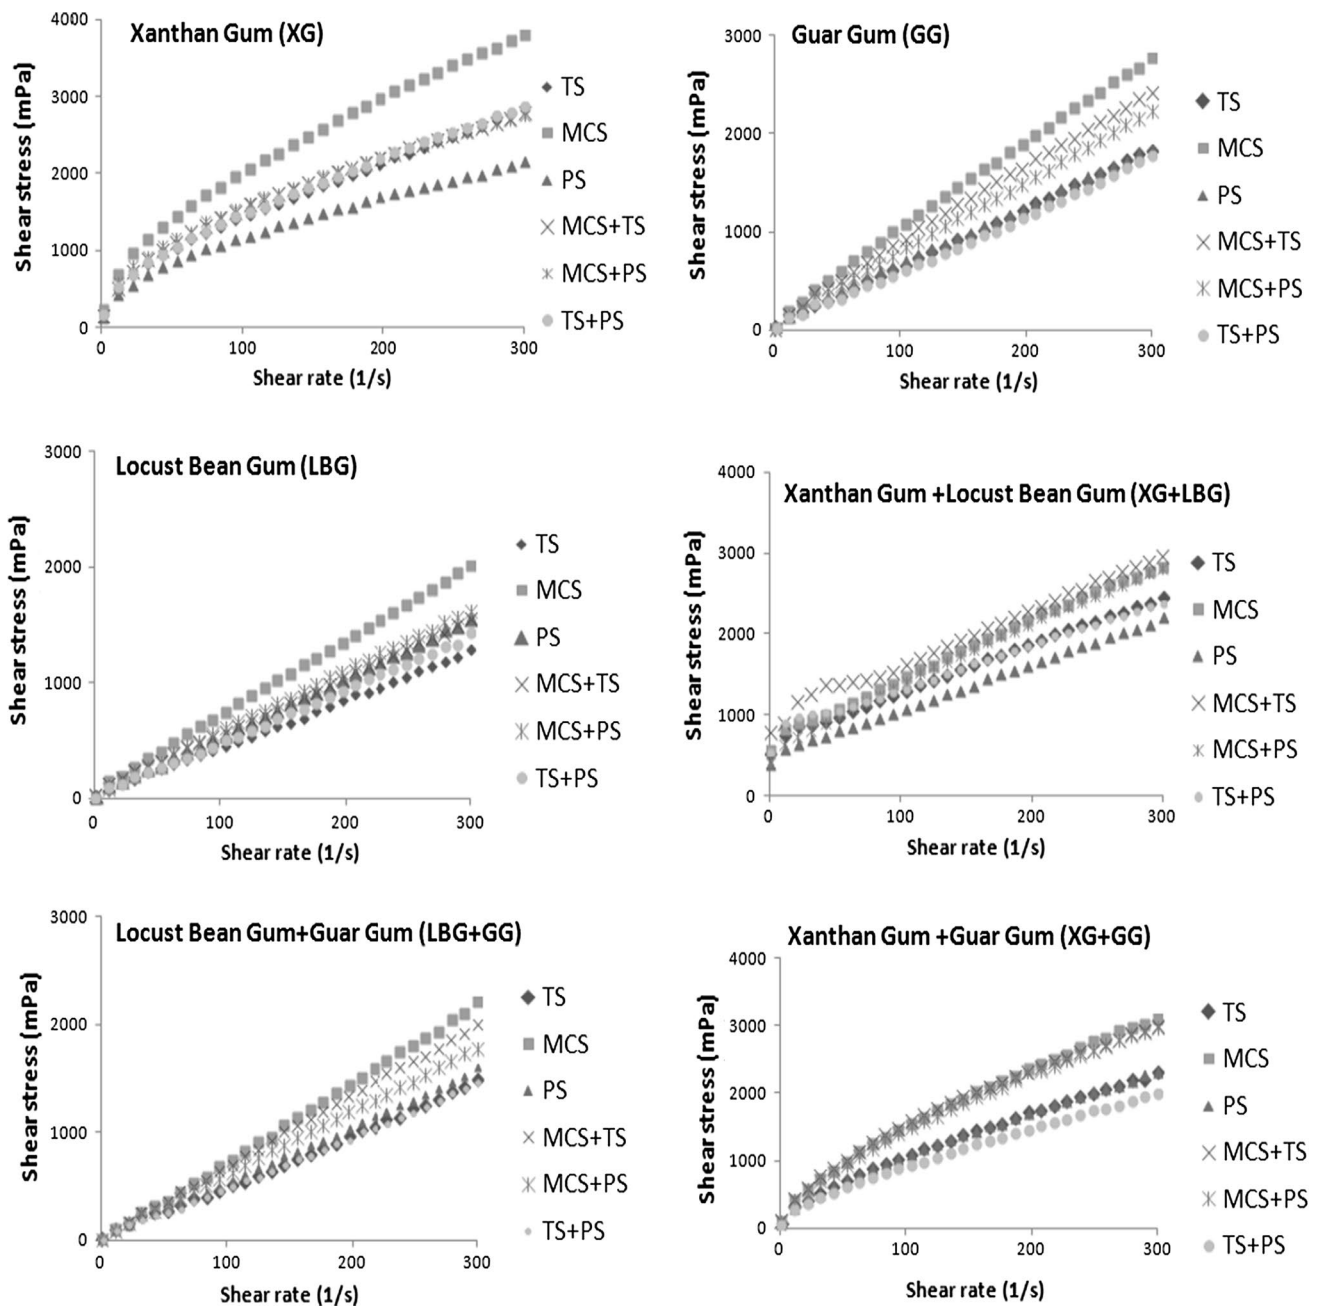 Xanthan Gum (XG)
Shear stress (mPa)
4000
3000
2000
1000
0
0 100 200 300
Shear rate (1/s)
TS
MCS
PS
MCS+TS
MCS+PS
TS+PS
Guar Gum (GG)
Shear stress (mPa)
3000
2000
1000
0
0 100 200 300
Shear rate (1/s)
TS
MCS
PS
MCS+TS
MCS+PS
TS+PS
Locust Bean Gum (LBG)
Shear stress (mPa)
3000
2000
1000
0
0 100 200 300
Shear rate (1/s)
TS
MCS
PS
MCS+TS
MCS+PS
TS+PS
Xanthan Gum +Locust Bean Gum (XG+LBG)
Shear stress (mPa)
4000
3000
2000
1000
0
0 100 200 300
Shear rate (1/s)
TS
MCS
PS
MCS+TS
MCS+PS
TS+PS
Locust Bean Gum+Guar Gum (LBG+GG)
Shear stress (mPa)
3000
2000
1000
0
0 100 200 300
Shear rate (1/s)
TS
MCS
PS
MCS+TS
MCS+PS
TS+PS
Xanthan Gum +Guar Gum (XG+GG)
Shear stress (mPa)
4000
3000
2000
1000
0
0 100 200 300
Shear rate (1/s)
TS
MCS
PS
MCS+TS
MCS+PS
TS+PS